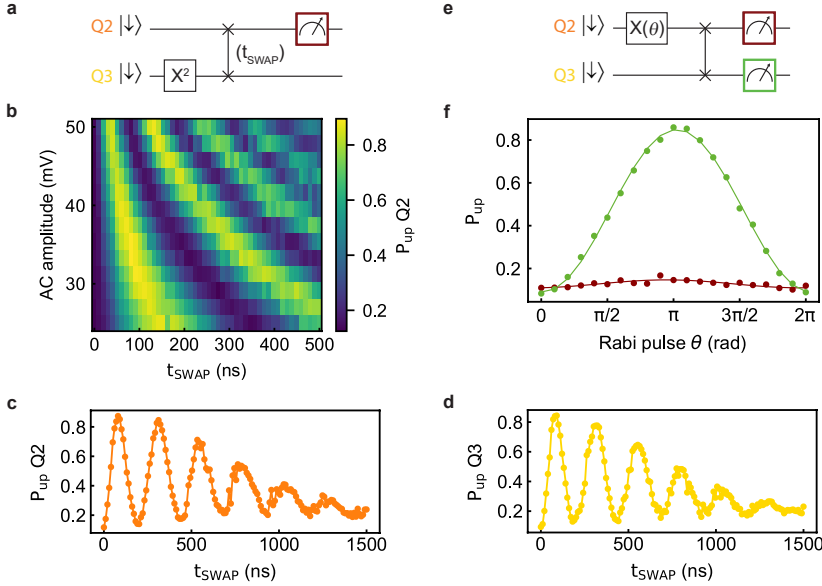 a
Q2 |↓⟩
(tSWAP)
Q3 |↓⟩ X²
b
AC amplitude (mV)
50
40
30
0 100 200 300 400 500
tSWAP (ns)
0.8
0.6
0.4
0.2
Pup Q2
e
Q2 |↓⟩ X(θ)
Q3 |↓⟩
f
Pup
0.8
0.6
0.4
0.2
0 π/2 π 3π/2 2π
Rabi pulse θ (rad)
c
Pup Q2
0.8
0.6
0.4
0.2
0 500 1000 1500
tSWAP (ns)
d
Pup Q3
0.8
0.6
0.4
0.2
0 500 1000 1500
tSWAP (ns)